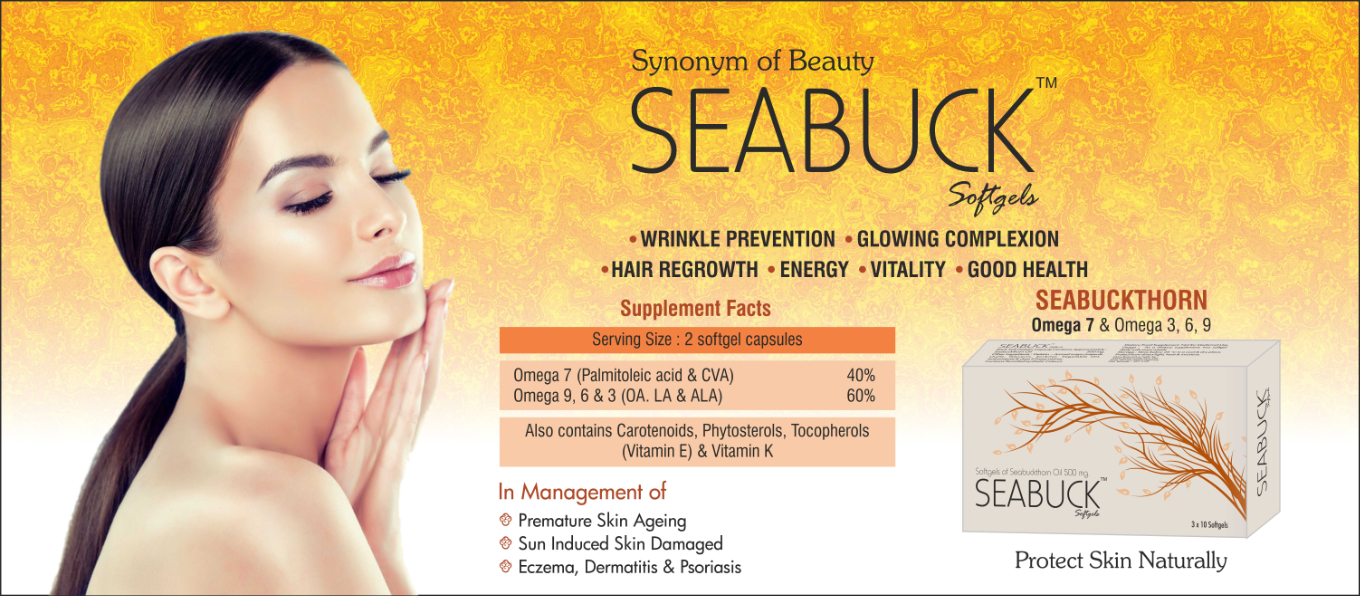 Synonym of Beauty
SEABUCK™
Softgels
• WRINKLE PREVENTION • GLOWING COMPLEXION
• HAIR REGROWTH • ENERGY • VITALITY • GOOD HEALTH
Supplement Facts
Serving Size : 2 softgel capsules
Omega 7 (Palmitoleic acid & CVA) 40%
Omega 9, 6 & 3 (OA. LA & ALA) 60%
Also contains Carotenoids, Phytosterols, Tocopherols
(Vitamin E) & Vitamin K
In Management of
Premature Skin Ageing
Sun Induced Skin Damaged
Eczema, Dermatitis & Psoriasis
SEABUCKTHORN
Omega 7 & Omega 3, 6, 9
SEABUCK
Softgels of Seabuckthorn Oil 500 mg
SEABUCK™
Softgels
3 x 10 Softgels
SEABUCK
Protect Skin Naturally